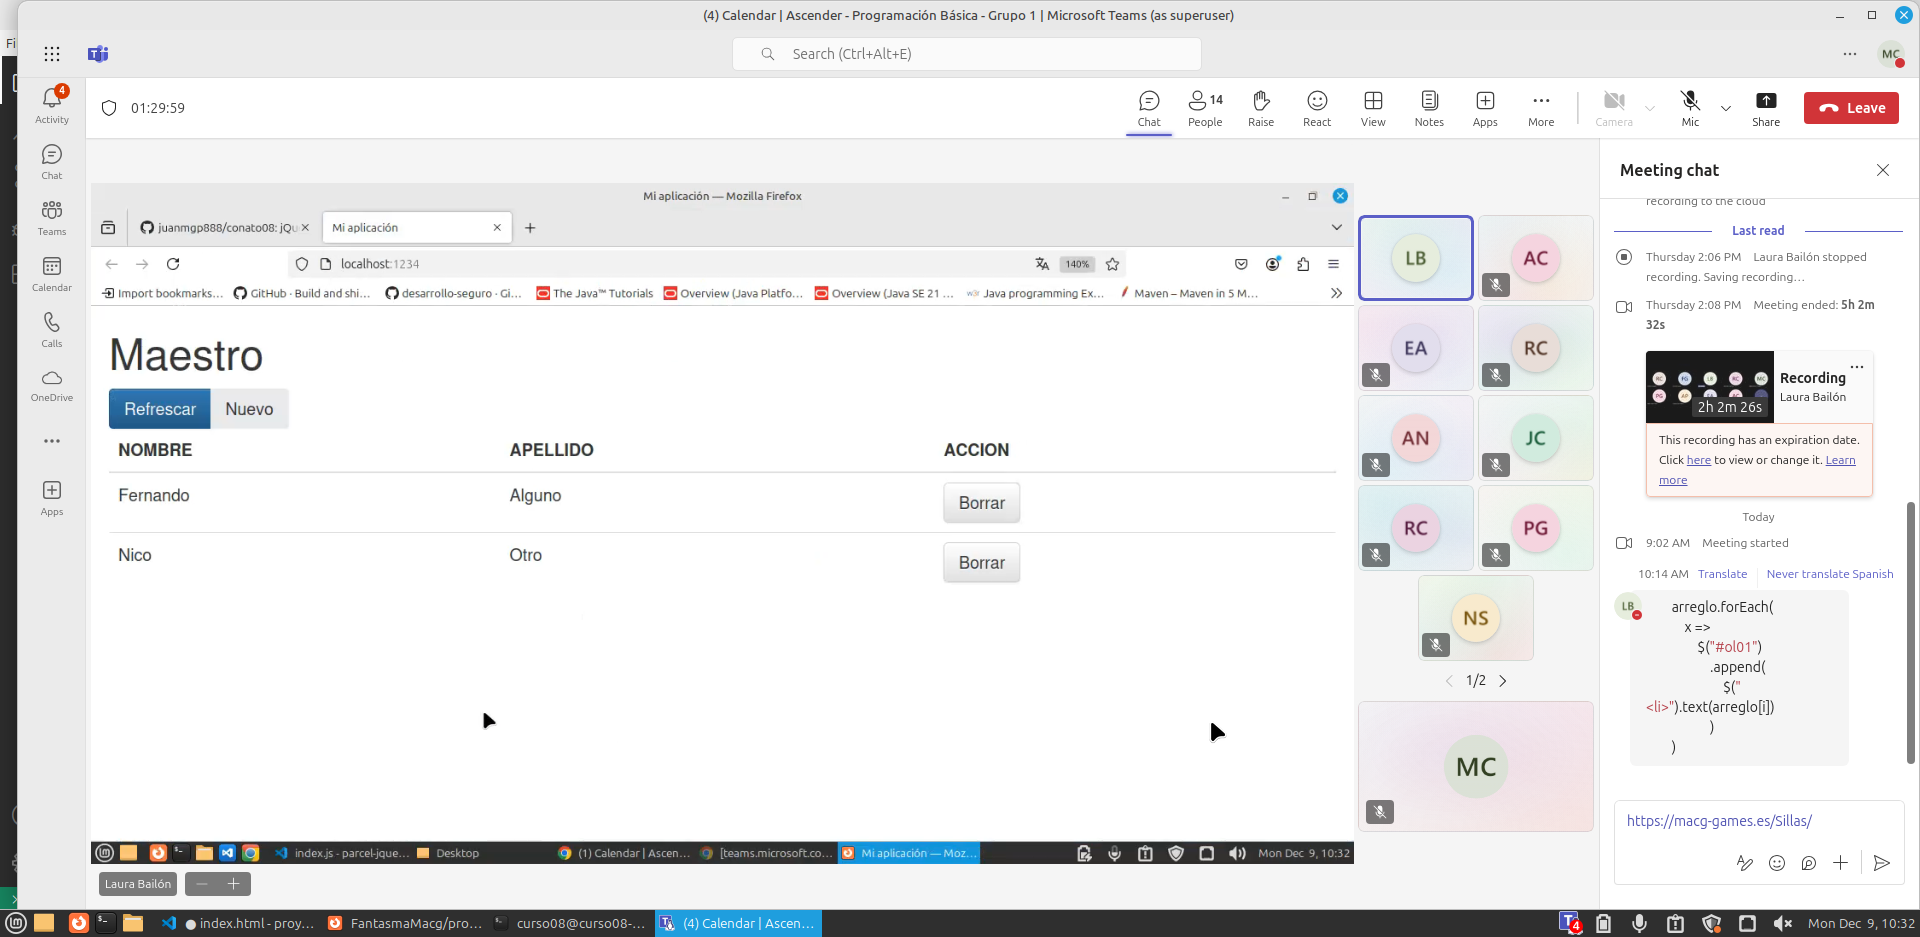 (4) Calendar | Ascender - Programación Básica - Grupo 1 | Microsoft Teams (as superuser)
Fi
Search (Ctrl+Alt+E)
MC
4
Activity
Chat
Teams
Calendar
Calls
OneDrive
Apps
01:29:59
Chat
14
People
Raise
React
View
Notes
Apps
More
Camera
Mic
Share
Leave
Mi aplicación — Mozilla Firefox
juanmgp888/conato08: jQu
Mi aplicación
localhost:1234
140%
Import bookmarks...
GitHub · Build and shi...
desarrollo-seguro · Gi...
The Java™ Tutorials
Overview (Java Platfo...
Overview (Java SE 21 ...
Java programming Ex...
Maven – Maven in 5 M...
Maestro
Refrescar
Nuevo
NOMBRE
APELLIDO
ACCION
Fernando
Alguno
Borrar
Nico
Otro
Borrar
index.js - parcel-jque...
Desktop
(1) Calendar | Ascen...
[teams.microsoft.co...
Mi aplicación — Moz...
Mon Dec 9, 10:32
Laura Bailón
LB
AC
EA
RC
AN
JC
RC
PG
NS
1/2
MC
Meeting chat
recording to the cloud
Last read
Thursday 2:06 PM Laura Bailón stopped
recording. Saving recording...
Thursday 2:08 PM Meeting ended: 5h 2m
32s
RC
PG
LB
RC
MC
PG
AP
2h 2m 26s
Recording
Laura Bailón
This recording has an expiration date.
Click here to view or change it. Learn
more
Today
9:02 AM Meeting started
10:14 AM Translate Never translate Spanish
LB
arreglo.forEach(
x =>
$("#ol01")
.append(
$("
<li>").text(arreglo[i])
)
)
https://macg-games.es/Sillas/
index.html - proy...
FantasmaMacg/pro...
curso08@curso08-...
(4) Calendar | Ascen...
4
Mon Dec 9, 10:32